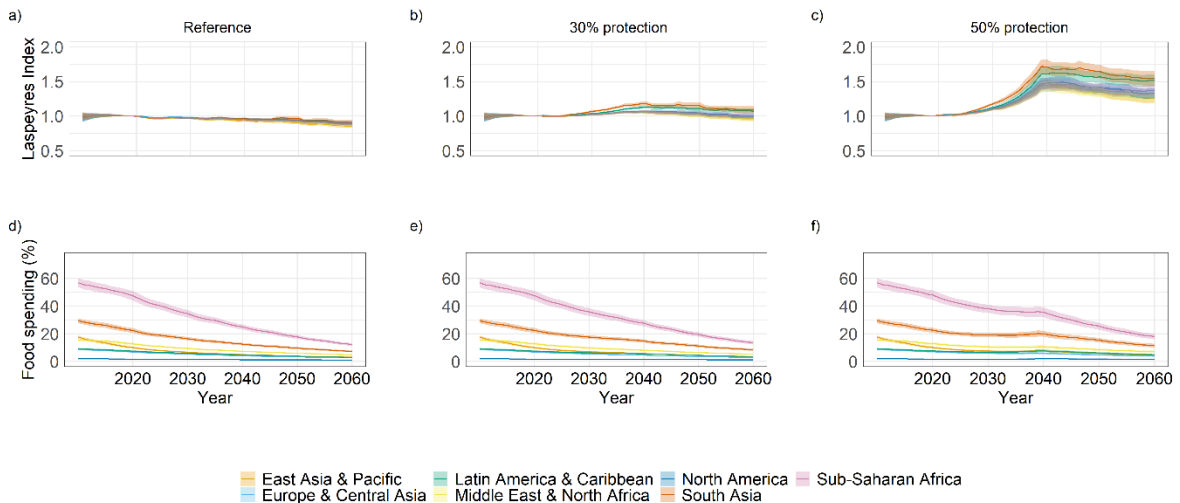 a)
Reference
b)
30% protection
c)
50% protection
Laspeyres Index
2.0
1.5
1.0
0.5
2.0
1.5
1.0
0.5
2.0
1.5
1.0
0.5
d)
e)
f)
Food spending (%)
60
40
20
0
60
40
20
0
60
40
20
0
2020 2030 2040 2050 2060
Year
2020 2030 2040 2050 2060
Year
2020 2030 2040 2050 2060
Year
East Asia & Pacific Latin America & Caribbean North America Sub-Saharan Africa
Europe & Central Asia Middle East & North Africa South Asia